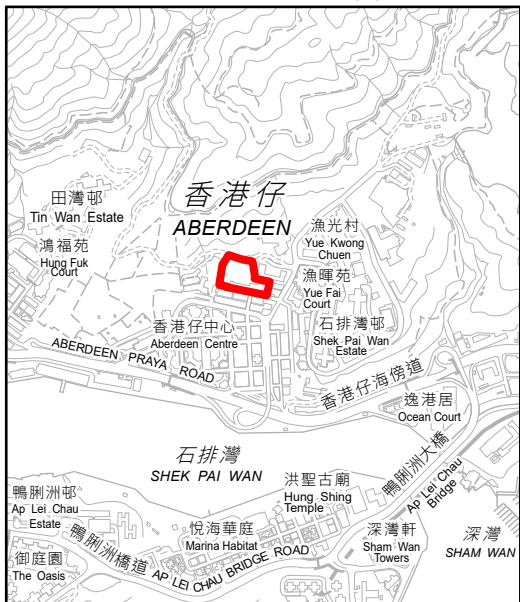 香港仔
ABERDEEN
田灣邨
Tin Wan Estate
鴻福苑
Hung Fuk
Court
漁光村
Yue Kwong
Chuen
漁暉苑
Yue Fai
Court
香港仔中心
Aberdeen Centre
石排灣邨
Shek Pai Wan
Estate
ABERDEEN PRAYA ROAD
香港仔海傍道
逸港居
Ocean Court
石排灣
SHEK PAI WAN
鴨脷洲大橋
Ap Lei Chau
Bridge
洪聖古廟
Hung Shing
Temple
鴨脷洲邨
Ap Lei Chau
Estate
悅海華庭
Marina Habitat
深灣軒
Sham Wan
Towers
深灣
SHAM WAN
御庭園
The Oasis
鴨脷洲橋道
AP LEI CHAU BRIDGE ROAD